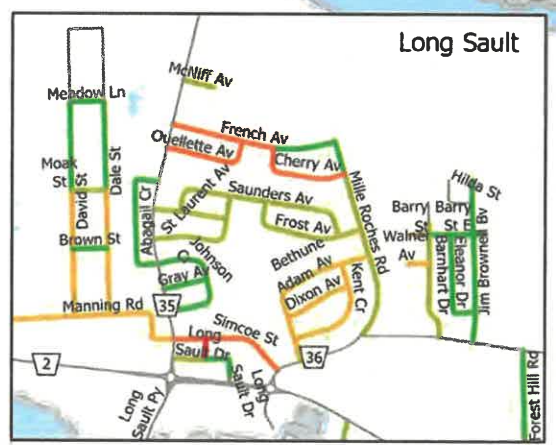 Long Sault
McNiff Av
Meadow Ln
French Av
Ouellette Av
Cherry Av
Moak
St
David St
Dale St
Abagail Cr
St Laurent Av
Saunders Av
Frost Av
Mille Roches Rd
Hilda St
Barry
St
Barry
St E
Walner
Av
Barnhart Dr
Eleanor Dr
Jim Brownell Bv
Brown St
Johnson
Cr
Gray Av
Bethune
Adam Av
Dixon Av
Kent Cr
Manning Rd
35
Simcoe St
Long
Sault Dr
36
2
Long
Sault Py
Long
Sault Dr
Forest Hill Rd